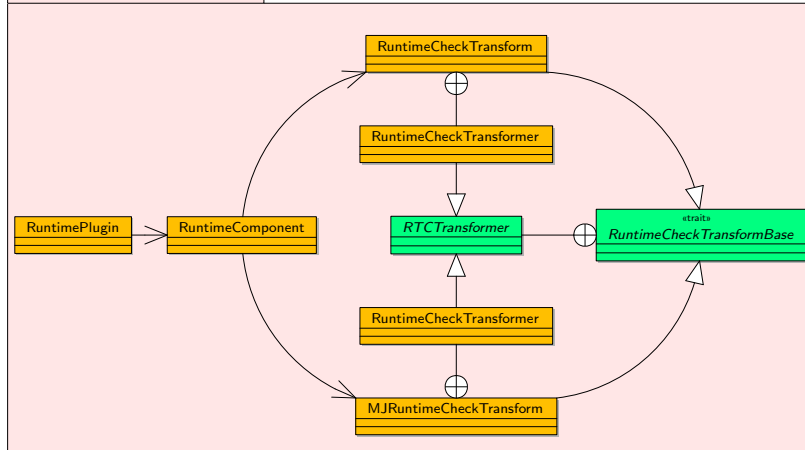 RuntimeCheckTransform
RuntimeCheckTransformer
RuntimePlugin
RuntimeComponent
RTCTransformer
«trait»
RuntimeCheckTransformBase
RuntimeCheckTransformer
MJRuntimeCheckTransform